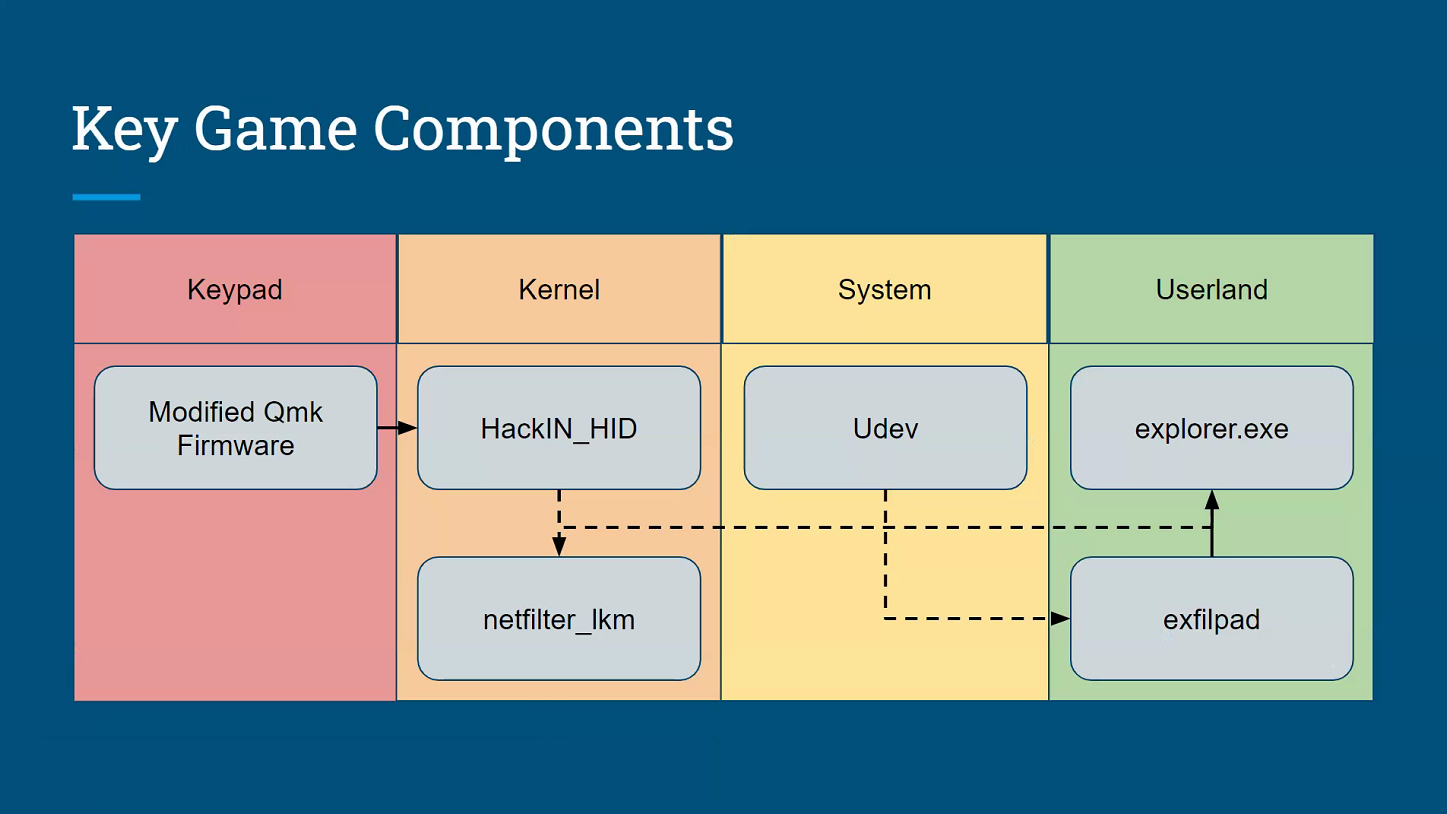 Key Game Components
Keypad
Kernel
System
Userland
Modified Qmk
Firmware
HackIN_HID
Udev
explorer.exe
netfilter_lkm
exfilpad